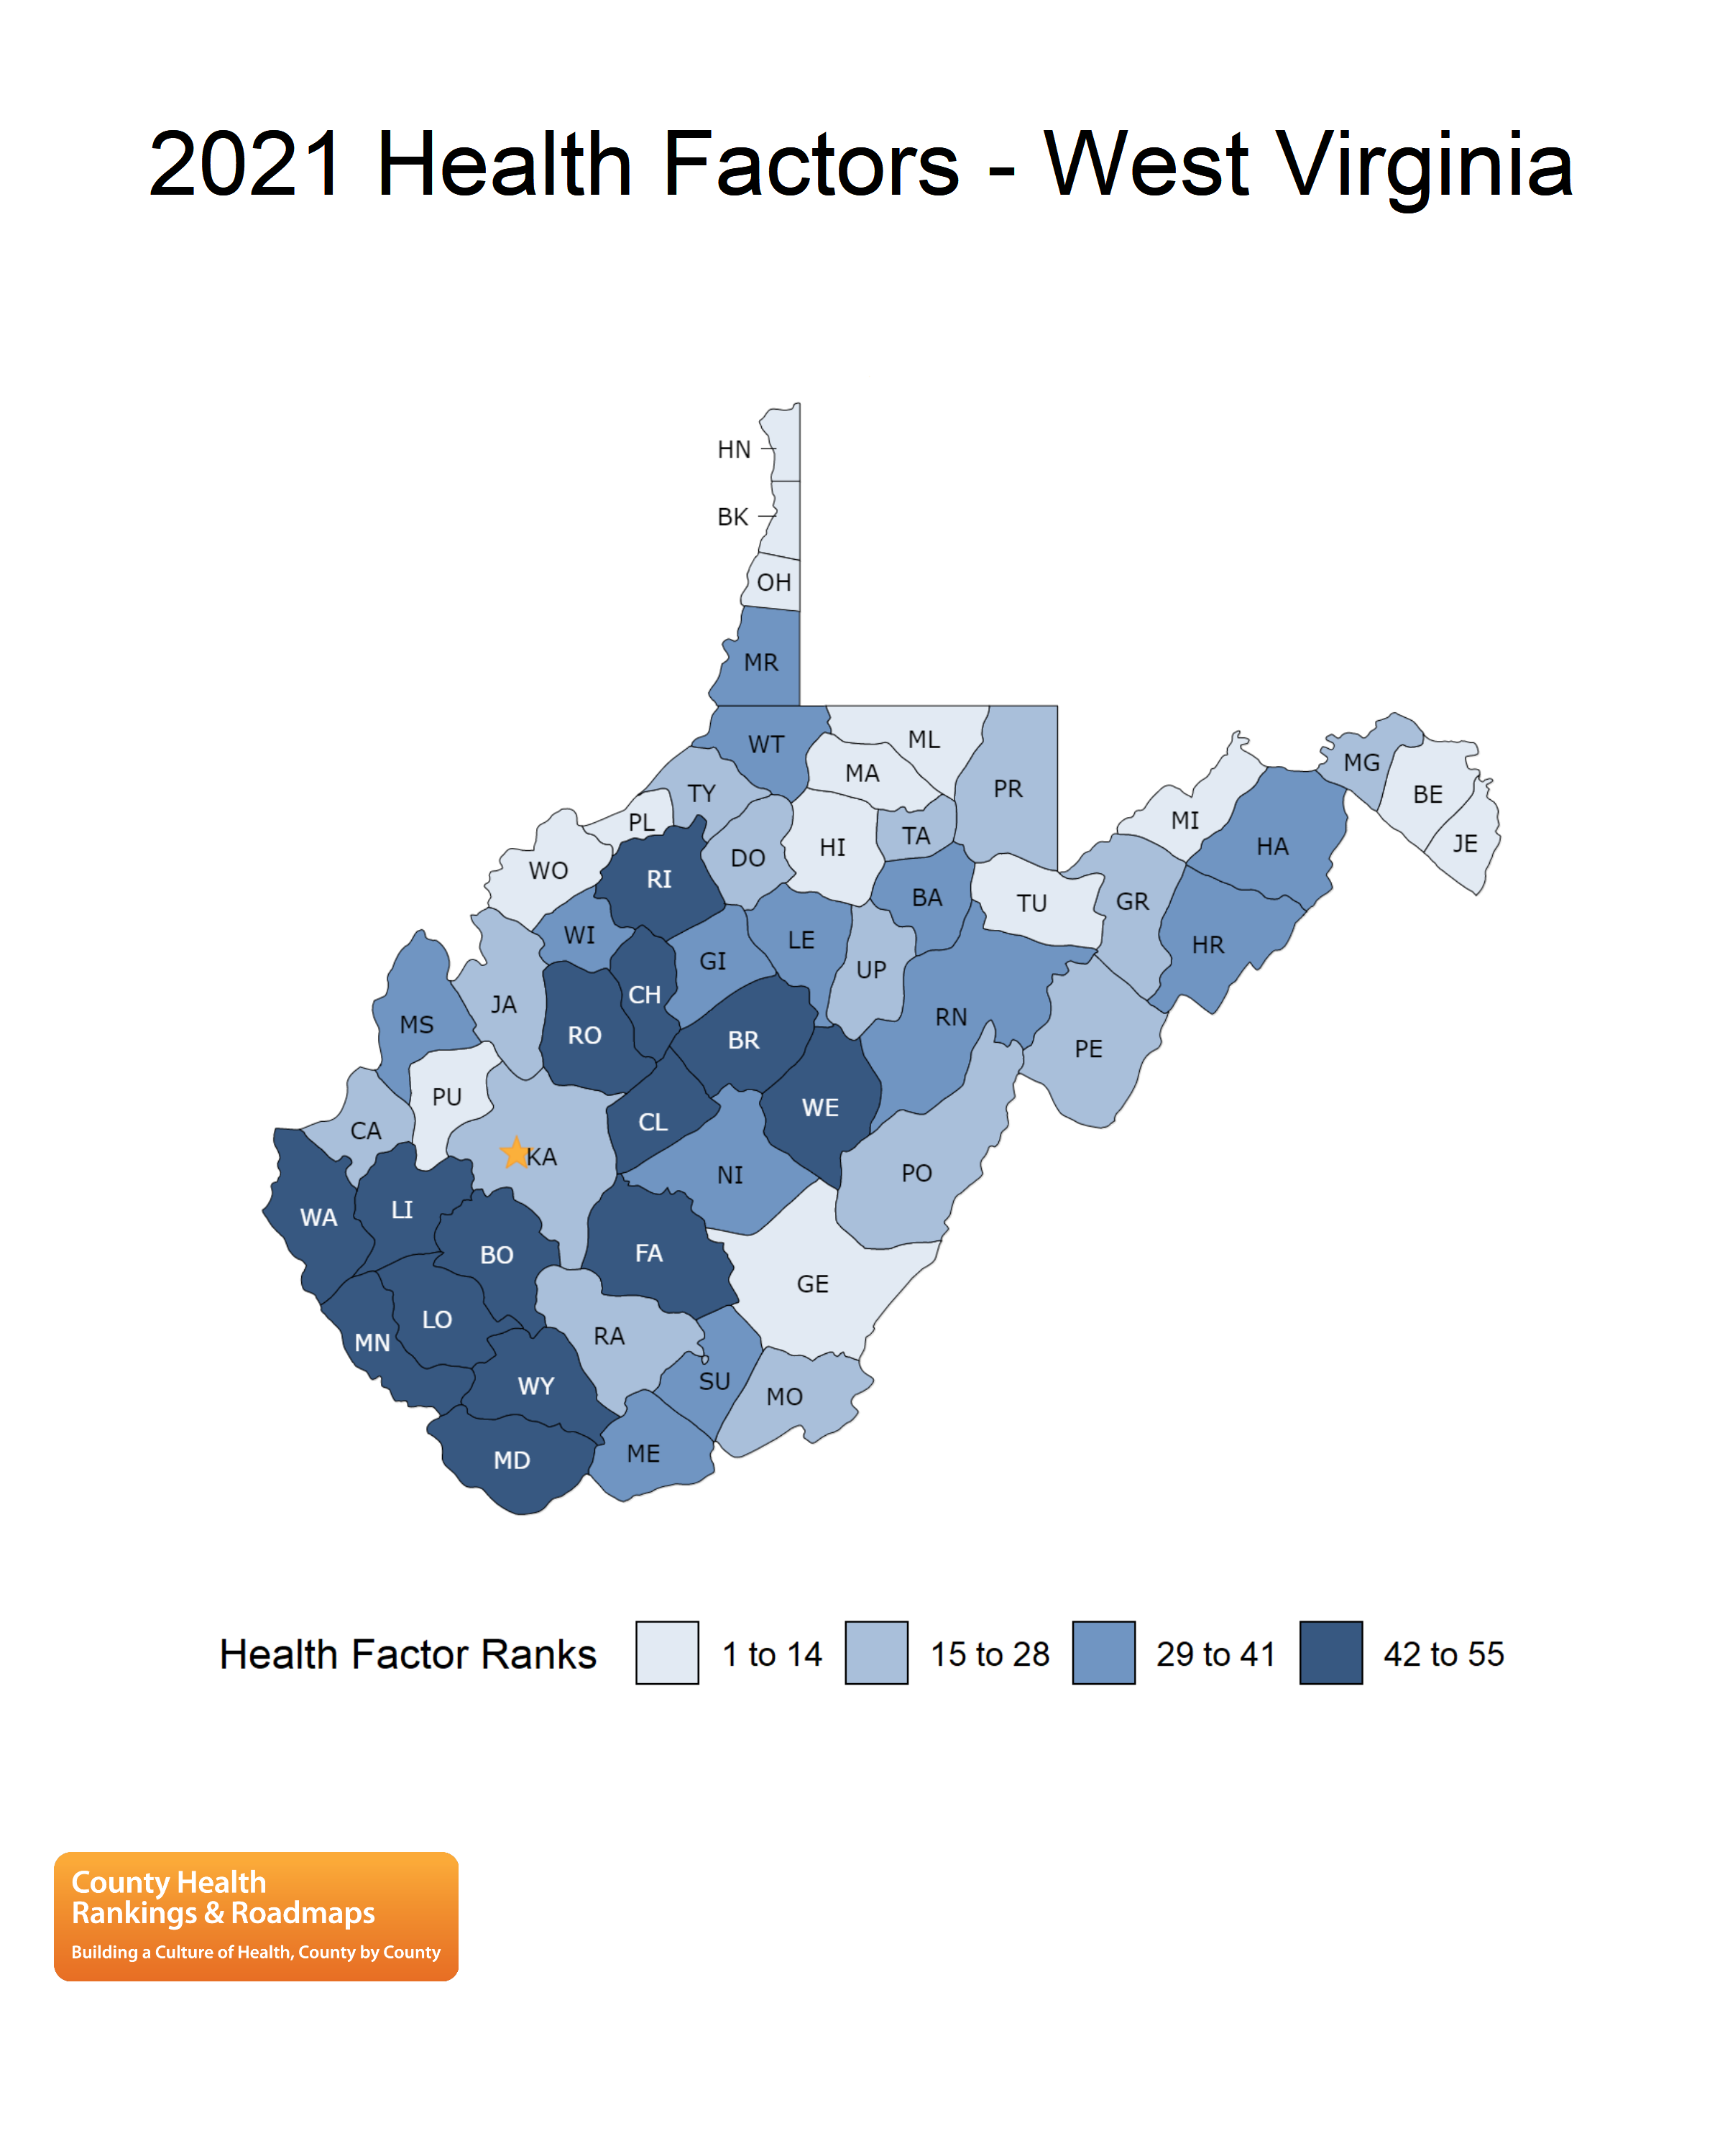 2021 Health Factors - West Virginia
HN
BK
OH
MR
WT
ML
MA
PR
TY
PL
WO
RI
DO
HI
TA
MI
MG
BE
HA
JE
WI
GI
LE
BA
TU
GR
HR
JA
CH
UP
MS
RO
BR
RN
PE
PU
CA
KA
CL
WE
NI
PO
WA
LI
BO
FA
GE
LO
MN
RA
WY
SU
MO
MD
ME
Health Factor Ranks 1 to 14 15 to 28 29 to 41 42 to 55
County Health
Rankings & Roadmaps
Building a Culture of Health, County by County